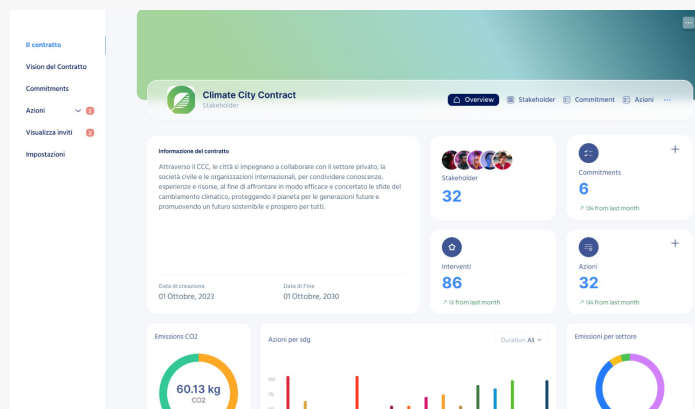 Il contratto
Vision del Contratto
Commitments
Azioni 2
Visualizza inviti 2
Impostazioni
Climate City Contract
Stakeholder
Overview Stakeholder Commitment Azioni ...
Informazione del contratto
Attraverso il CCC, le città si impegnano a collaborare con il settore privato, la
società civile e le organizzazioni internazionali, per condividere conoscenze,
esperienze e risorse, al fine di affrontare in modo efficace e concertato le sfide del
cambiamento climatico, proteggendo il pianeta per le generazioni future e
promuovendo un futuro sostenibile e prospero per tutti.
Data di creazione
01 Ottobre, 2023
Data di Fine
01 Ottobre, 2030
Stakeholder
32
Commitments
6
from last month
Interventi
86
12 from last month
Azioni
32
from last month
Emissions CO2
60.13 kg
CO2
Azioni per sdg
Duration All
100
75
Emissioni per settore